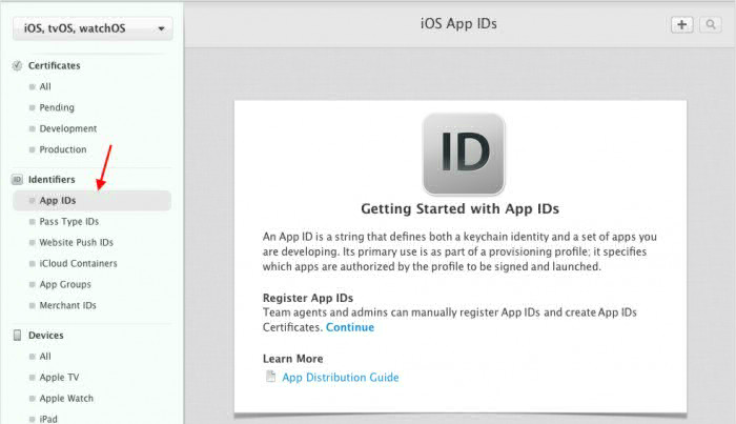 iOS, tvOS, watchOS
iOS App IDs
Certificates
All
Pending
Development
Production
Identifiers
App IDs
Pass Type IDs
Website Push IDs
iCloud Containers
App Groups
Merchant IDs
Devices
All
Apple TV
Apple Watch
iPad
ID
Getting Started with App IDs
An App ID is a string that defines both a keychain identity and a set of apps you
are developing. Its primary use is as part of a provisioning profile; it specifies
which apps are authorized by the profile to be signed and launched.
Register App IDs
Team agents and admins can manually register App IDs and create App IDs
Certificates. Continue
Learn More
App Distribution Guide